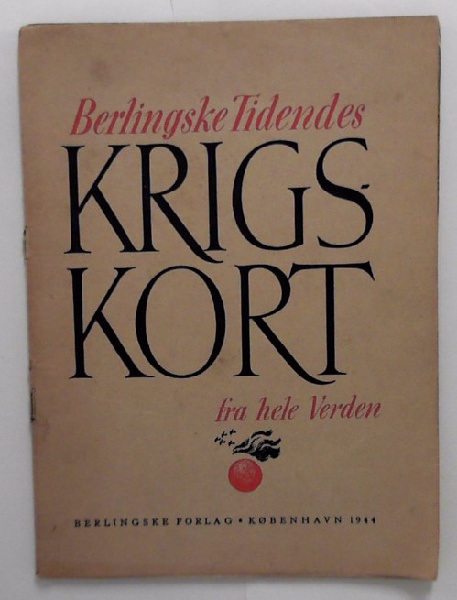 Berlingske Tidendes
KRIGS-
KORT
fra hele Verden
BERLINGSKE FORLAG • KØBENHAVN 1944